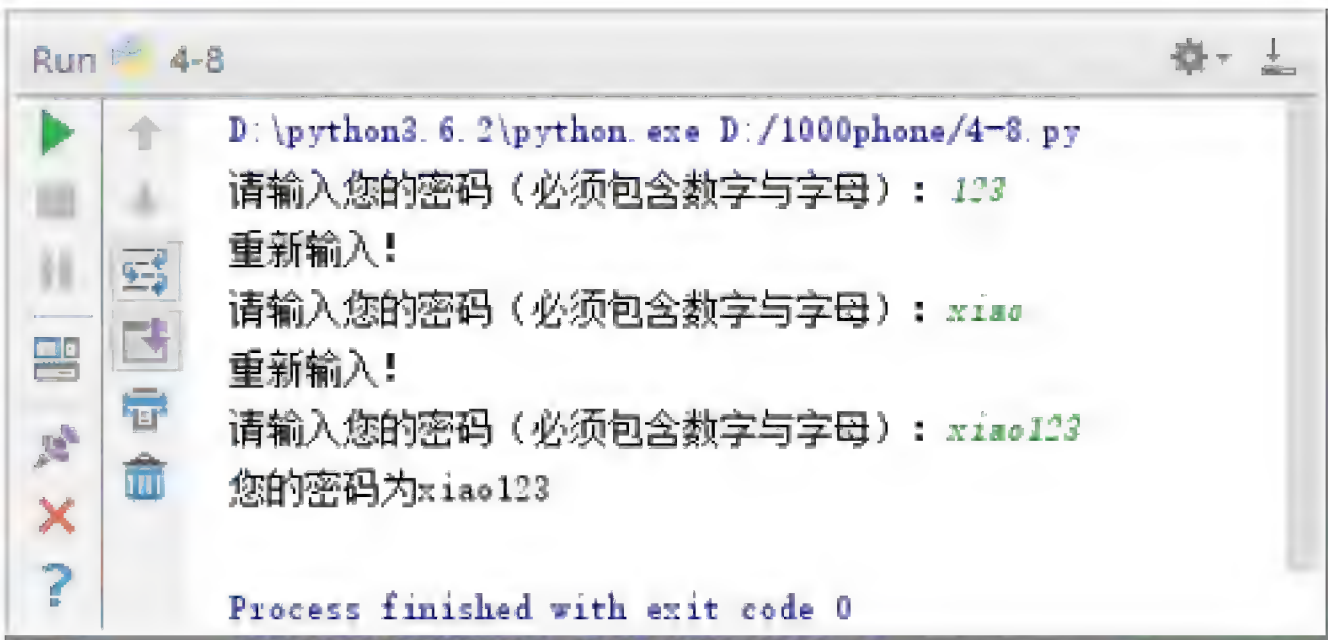 Run 4-8
D:\python3.6.2\python.exe D:/1000phone/4-8.py
请输入您的密码（必须包含数字与字母）：123
重新输入！
请输入您的密码（必须包含数字与字母）：xiao
重新输入！
请输入您的密码（必须包含数字与字母）：xiao123
您的密码为xiao123
Process finished with exit code 0